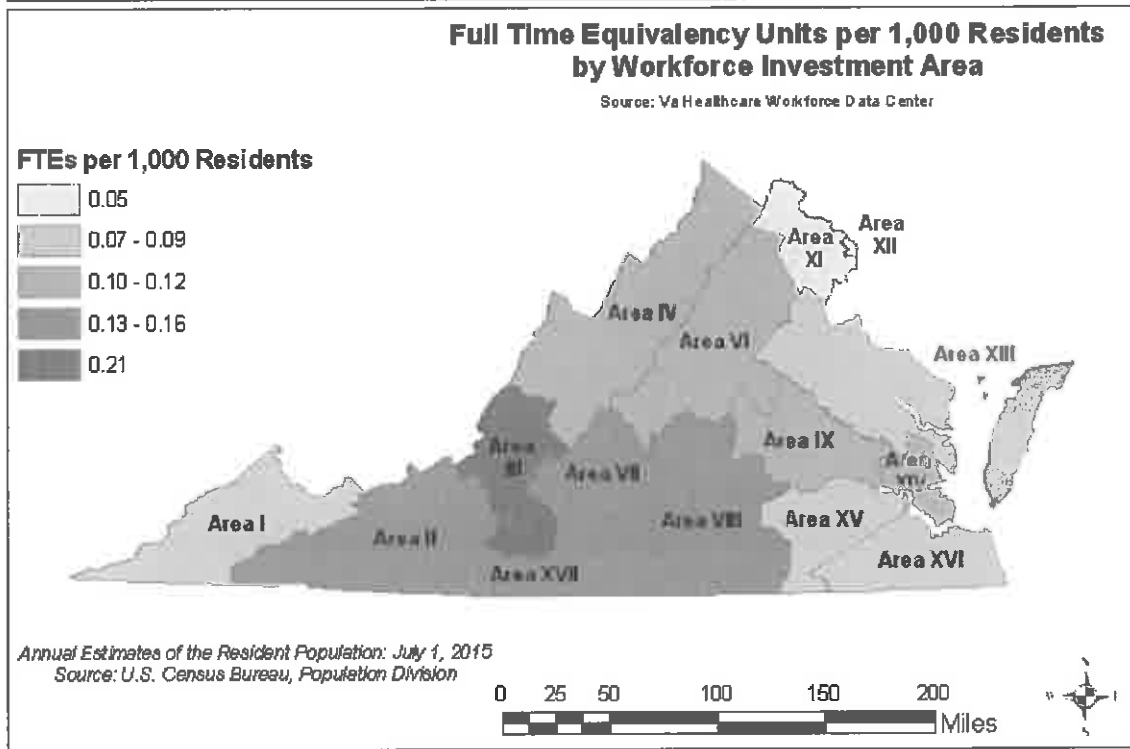 Full Time Equivalency Units per 1,000 Residents
by Workforce Investment Area
Source: Va Healthcare Workforce Data Center
FTEs per 1,000 Residents
0.05
0.07 - 0.09
0.10 - 0.12
0.13 - 0.16
0.21
Area
XI
Area
XII
Area IV
Area VI
Area XIII
Area
III
Area IX
Area
XIV
Area VII
Area I
Area II
Area VIII
Area XV
Area XVI
Area XVII
Annual Estimates of the Resident Population: July 1, 2015
Source: U.S. Census Bureau, Population Division
0 25 50 100 150 200
Miles